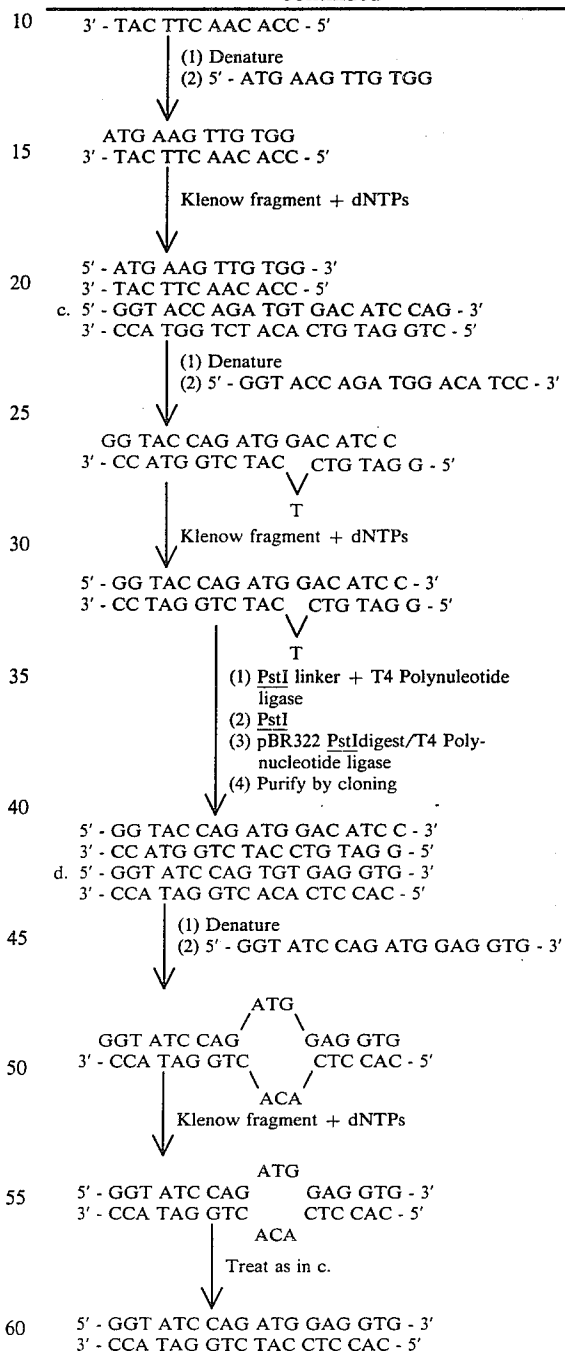 10 3' - TAC TTC AAC ACC - 5'
(1) Denature
(2) 5' - ATG AAG TTG TGG
ATG AAG TTG TGG
15 3' - TAC TTC AAC ACC - 5'
Klenow fragment + dNTPs
5' - ATG AAG TTG TGG - 3'
20 3' - TAC TTC AAC ACC - 5'
c. 5' - GGT ACC AGA TGT GAC ATC CAG - 3'
3' - CCA TGG TCT ACA CTG TAG GTC - 5'
(1) Denature
(2) 5' - GGT ACC AGA TGG ACA TCC - 3'
25
GG TAC CAG ATG GAC ATC C
3' - CC ATG GTC TAC CTG TAG G - 5'
T
Klenow fragment + dNTPs
30
5' - GG TAC CAG ATG GAC ATC C - 3'
3' - CC TAG GTC TAC CTG TAG G - 5'
T
35 (1) PstI linker + T4 Polynuleotide
ligase
(2) PstI
(3) pBR322 PstIdigest/T4 Poly-
nucleotide ligase
(4) Purify by cloning
40
5' - GG TAC CAG ATG GAC ATC C - 3'
3' - CC ATG GTC TAC CTG TAG G - 5'
d. 5' - GGT ATC CAG TGT GAG GTG - 3'
3' - CCA TAG GTC ACA CTC CAC - 5'
45 (1) Denature
(2) 5' - GGT ATC CAG ATG GAG GTG - 3'
ATG
GGT ATC CAG GAG GTG
50 3' - CCA TAG GTC CTC CAC - 5'
ACA
Klenow fragment + dNTPs
ATG
55 5' - GGT ATC CAG GAG GTG - 3'
3' - CCA TAG GTC CTC CAC - 5'
ACA
Treat as in c.
5' - GGT ATC CAG ATG GAG GTG - 3'
60 3' - CCA TAG GTC TAC CTC CAC - 5'